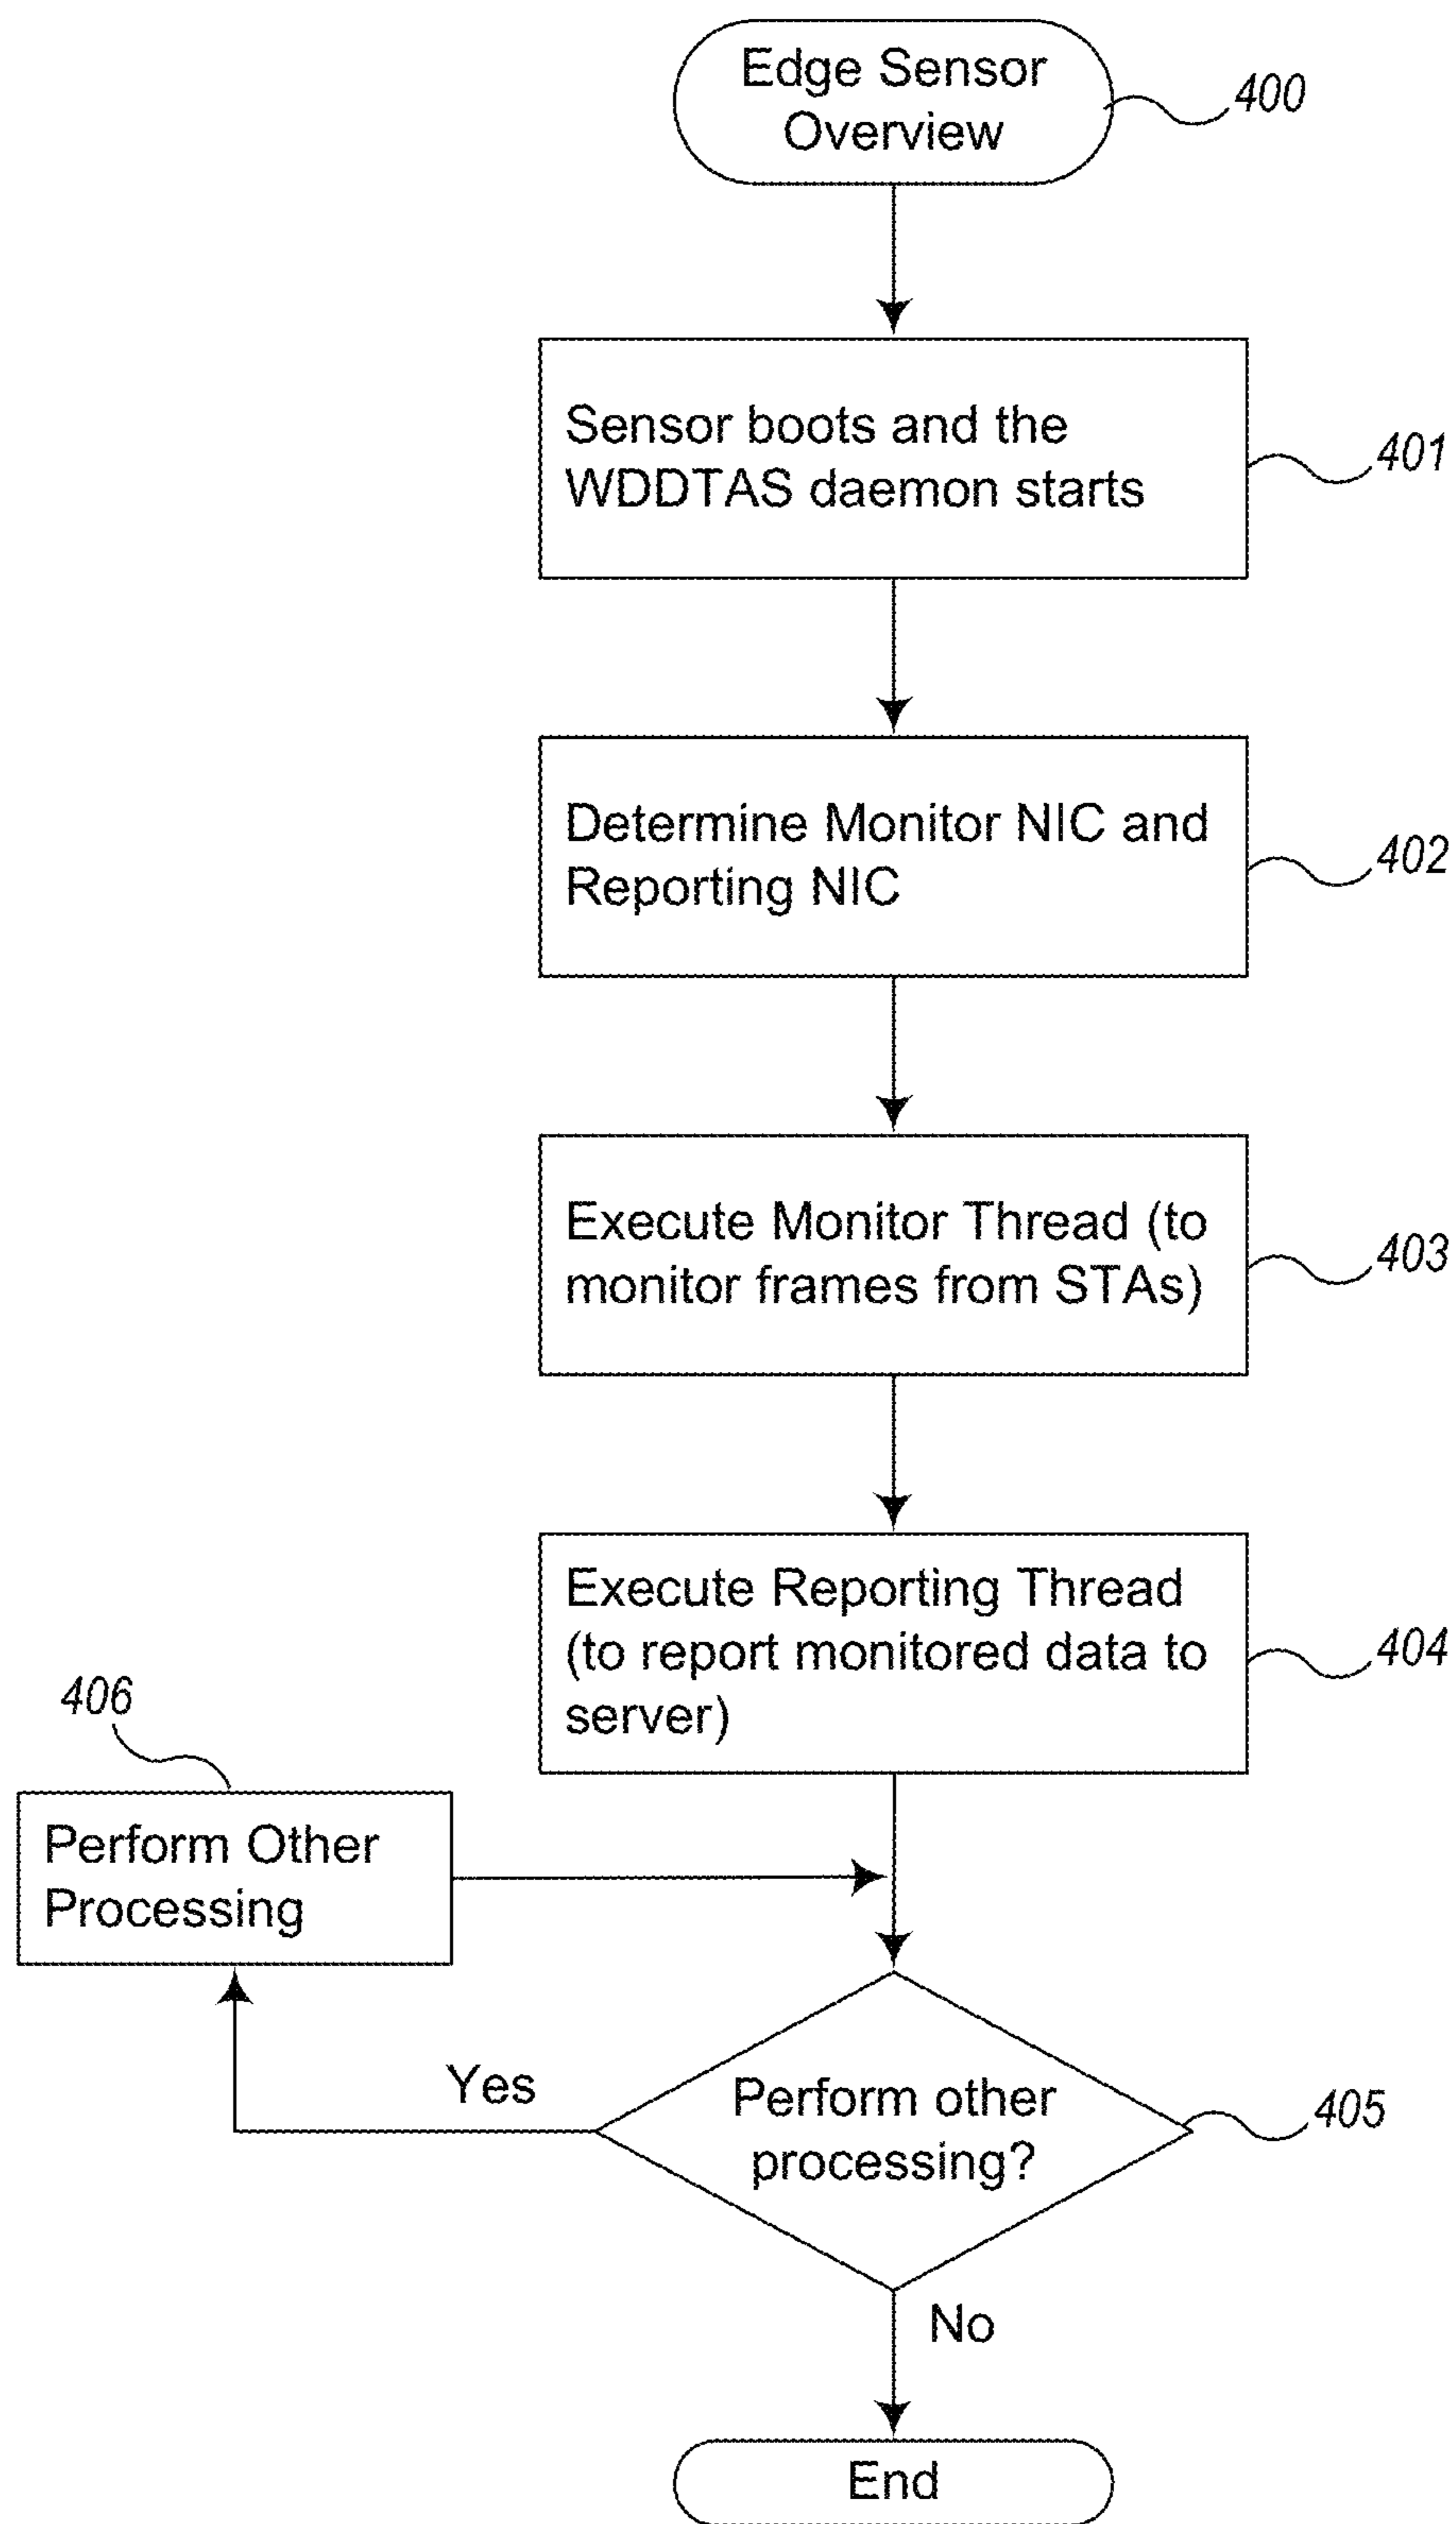 Edge Sensor
Overview
400
Sensor boots and the
WDDTAS daemon starts
401
Determine Monitor NIC and
Reporting NIC
402
Execute Monitor Thread (to
monitor frames from STAs)
403
Execute Reporting Thread
(to report monitored data to
server)
404
406
Perform Other
Processing
Yes
Perform other
processing?
405
No
End